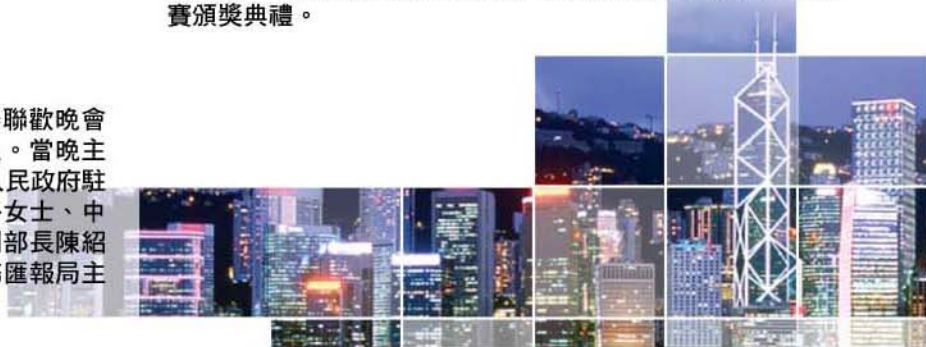 賽頒獎典禮。
聯歡晚會
。當晚主
人民政府駐
女士、中
部長陳紹
匯報局主